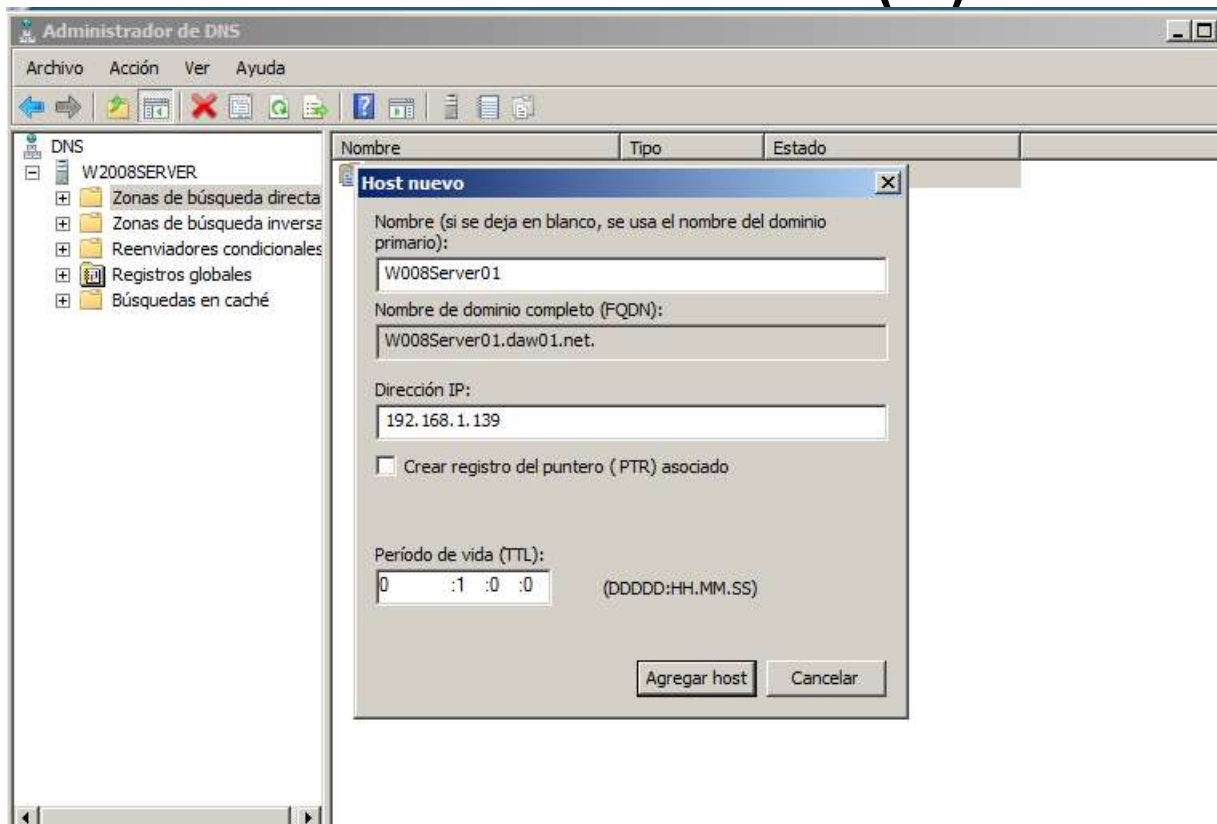 Administrador de DNS
Archivo Acción Ver Ayuda
DNS
W2008SERVER
Zonas de búsqueda directa
Zonas de búsqueda inversa
Reenviadores condicionales
Registros globales
Búsquedas en caché
Nombre Tipo Estado
Host nuevo
Nombre (si se deja en blanco, se usa el nombre del dominio
primario):
W008Server01
Nombre de dominio completo (FQDN):
W008Server01.daw01.net.
Dirección IP:
192.168.1.139
Crear registro del puntero (PTR) asociado
Período de vida (TTL):
0 :1 :0 :0 (DDDDD:HH.MM.SS)
Agregar host Cancelar